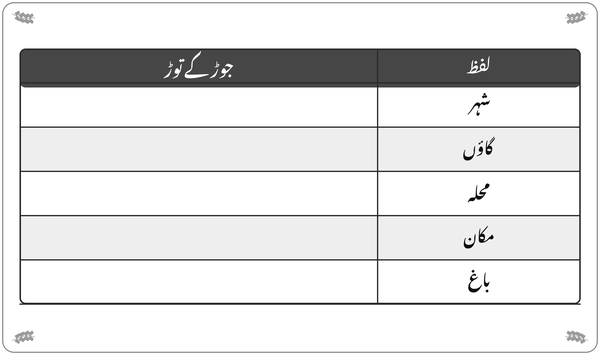 لفظ جوڑ کے توڑ
شہر
گاؤں
محلہ
مکان
باغ